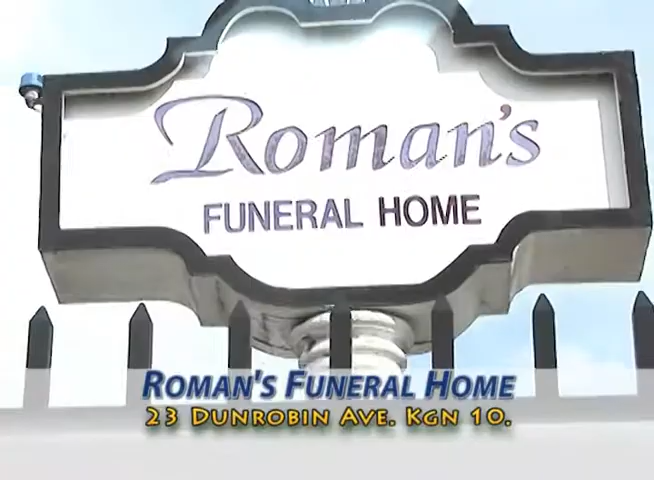 Roman's
FUNERAL HOME
ROMAN'S FUNERAL HOME
23 DUNROBIN AVE. KGN 10.